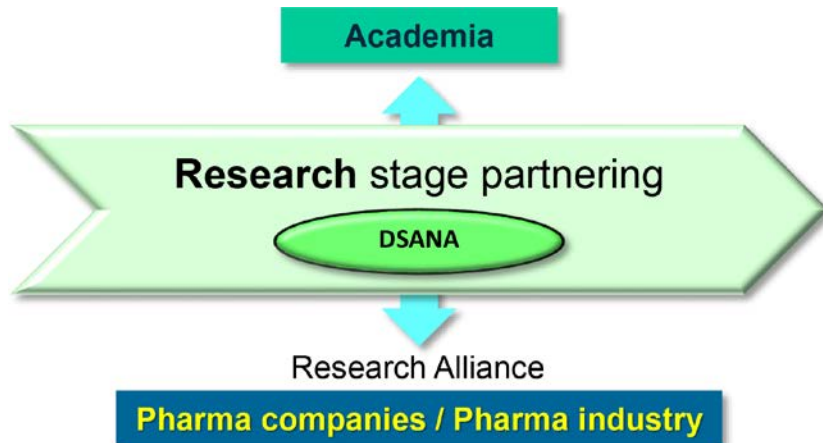 Academia
Research stage partnering
DSANA
Research Alliance
Pharma companies / Pharma industry